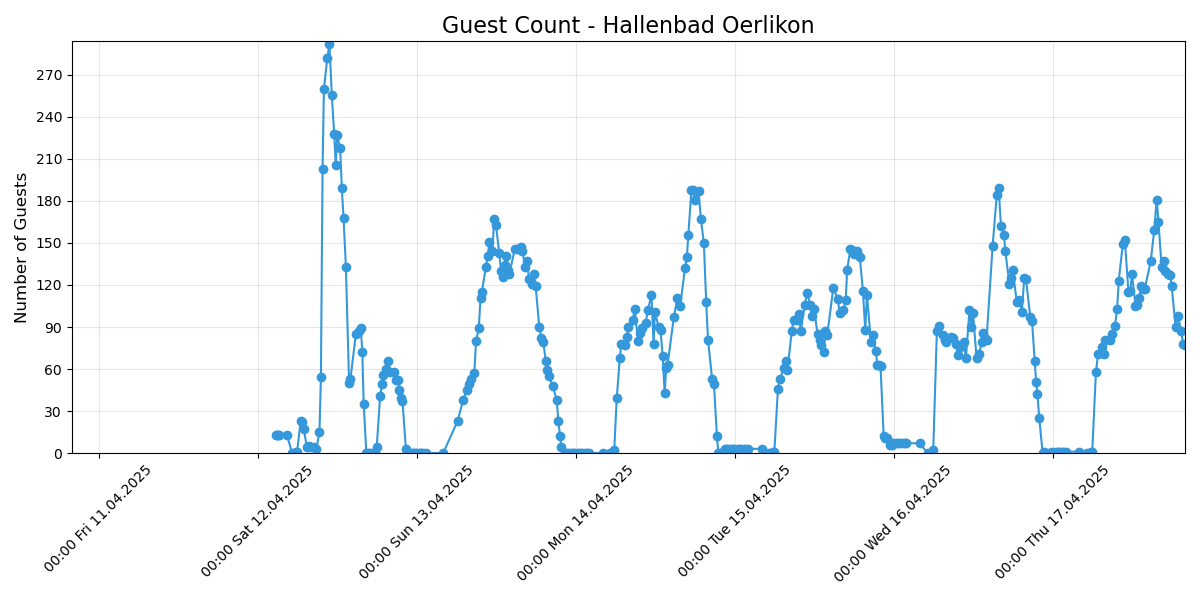 Guest Count - Hallenbad Oerlikon
Number of Guests
270
240
210
180
150
120
90
60
30
0
00:00 Fri 11.04.2025
00:00 Sat 12.04.2025
00:00 Sun 13.04.2025
00:00 Mon 14.04.2025
00:00 Tue 15.04.2025
00:00 Wed 16.04.2025
00:00 Thu 17.04.2025